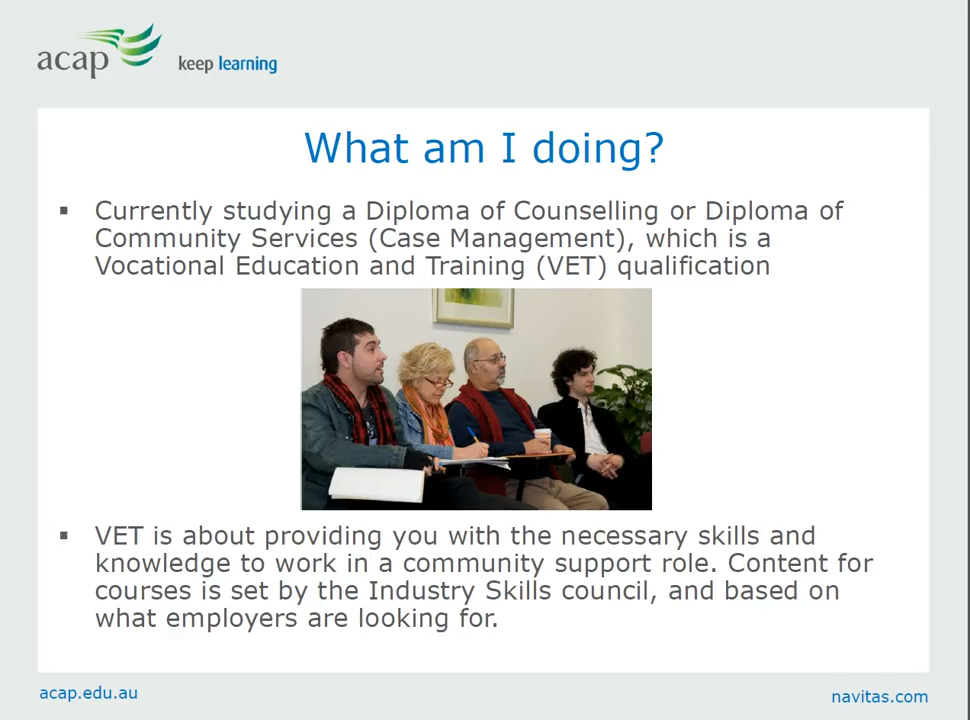 acap keep learning
What am I doing?
▪ Currently studying a Diploma of Counselling or Diploma of
Community Services (Case Management), which is a
Vocational Education and Training (VET) qualification
▪ VET is about providing you with the necessary skills and
knowledge to work in a community support role. Content for
courses is set by the Industry Skills council, and based on
what employers are looking for.
acap.edu.au
navitas.com